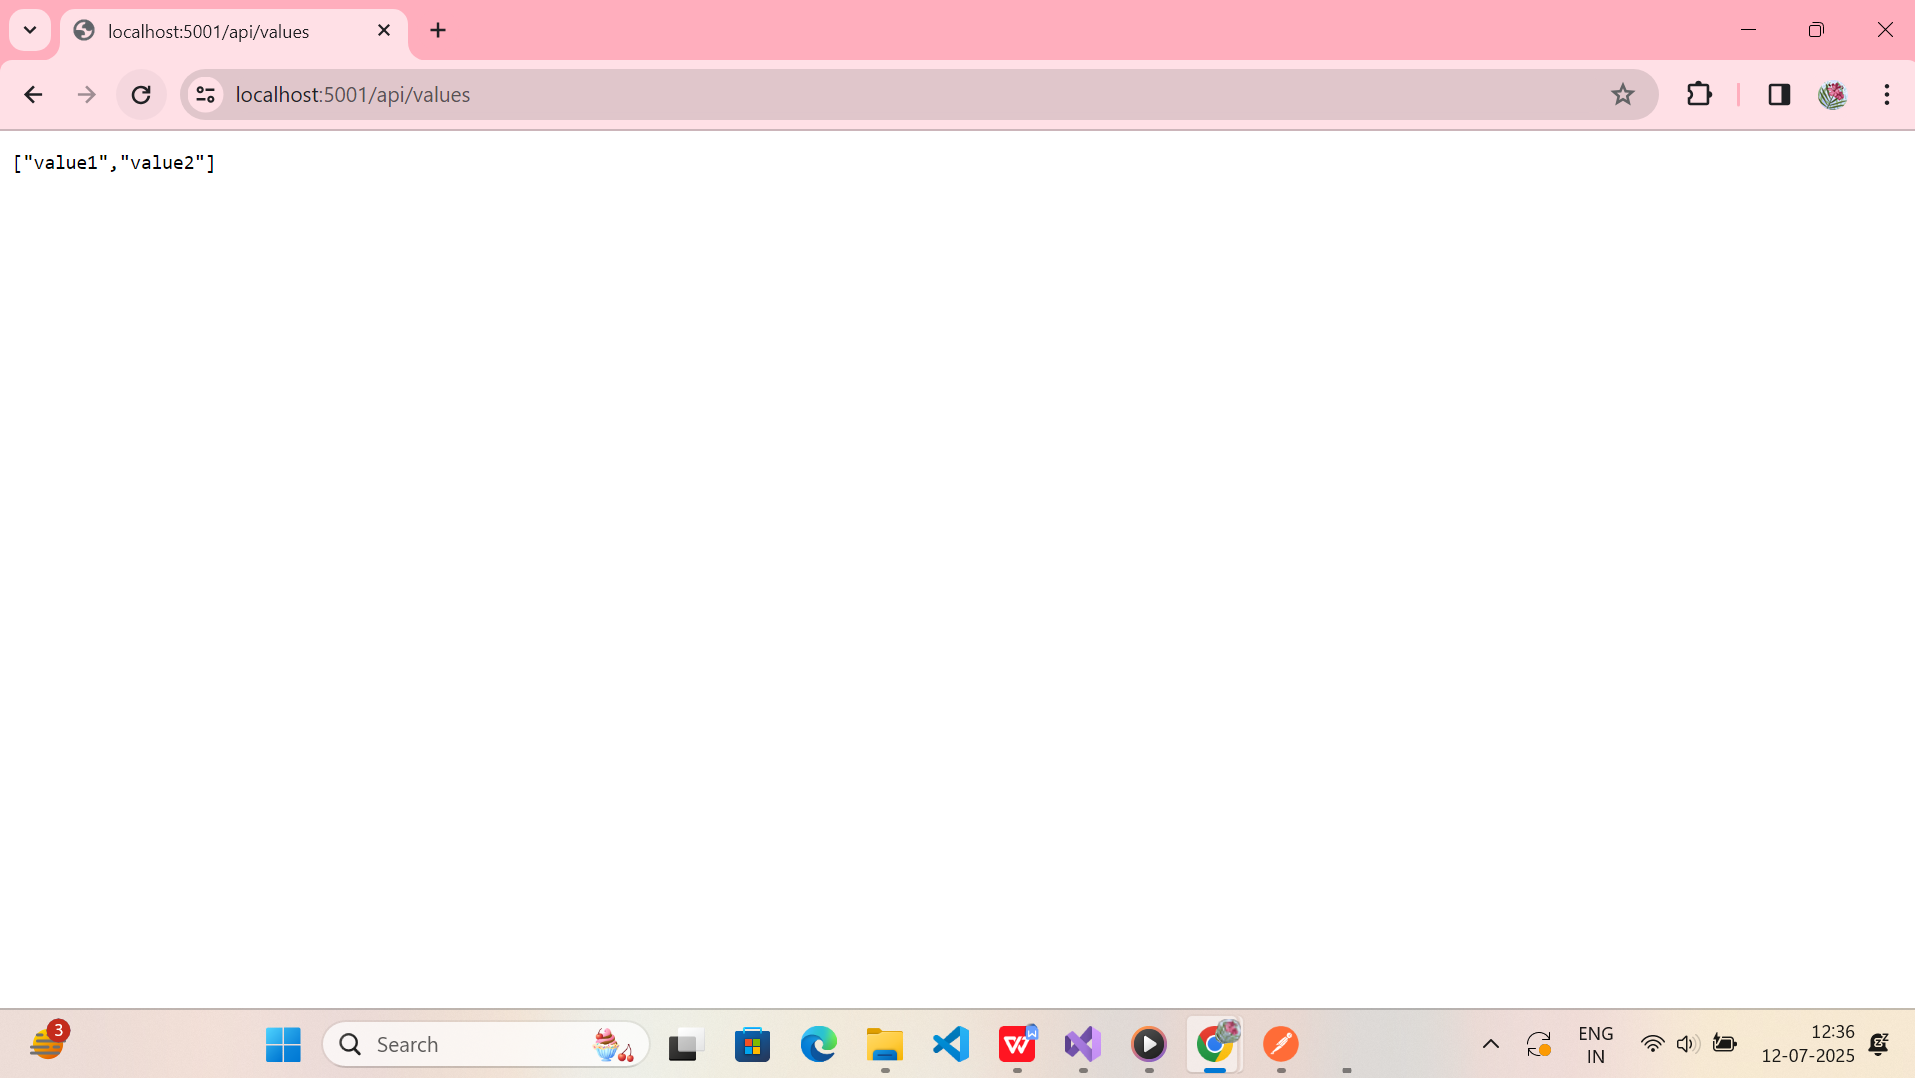 localhost:5001/api/values
localhost:5001/api/values
["value1","value2"]
3
Search
W
ENG
IN
12:36
12-07-2025